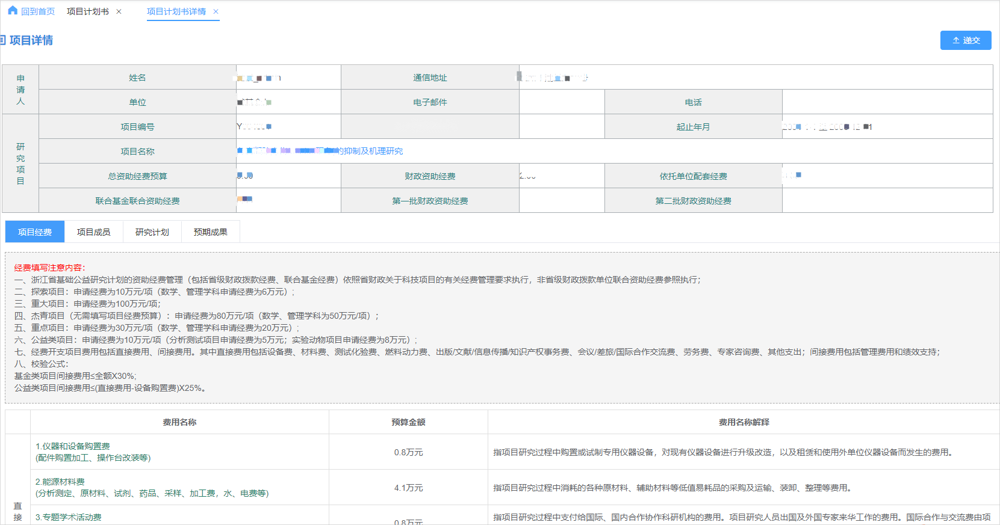 回到首页 项目计划书 × 项目计划书详情 ×
项目详情
递交
申请人
姓名
通信地址
单位
电子邮件
电话
研究项目
项目编号
起止年月
项目名称
的抑制及机理研究
总资助经费预算
财政资助经费
依托单位配套经费
联合基金联合资助经费
第一批财政资助经费
第二批财政资助经费
项目经费 项目成员 研究计划 预期成果
经费填写注意内容：
一、浙江省基础公益研究计划的资助经费管理（包括省级财政拨款经费、联合基金经费）依照省财政关于科技项目的有关经费管理要求执行，非省级财政拨款单位联合资助经费参照执行；
二、探索项目：申请经费为10万元/项（数学、管理学科申请经费为6万元）；
三、重大项目：申请经费为100万元/项；
四、杰青项目（无需填写项目经费预算）：申请经费为80万元/项（数学、管理学科为50万元/项）；
五、重点项目：申请经费为30万元/项（数学、管理学科申请经费为20万元）；
六、公益类项目：申请经费为10万元/项（分析测试项目申请经费为5万元；实验动物项目申请经费为8万元）；
七、经费开支项目费用包括直接费用、间接费用。其中直接费用包括设备费、材料费、测试化验费、燃料动力费、出版/文献/信息传播/知识产权事务费、会议/差旅/国际合作交流费、劳务费、专家咨询费、其他支出；间接费用包括管理费用和绩效支持；
八、校验公式：
基金类项目间接费用≤全额X30%;
公益类项目间接费用≤(直接费用-设备购置费)X25%。
费用名称 预算金额 费用名称解释
直接
1.仪器和设备购置费
(配件购置加工、操作台改装等)
0.8万元
指项目研究过程中购置或试制专用仪器设备，对现有仪器设备进行升级改造，以及租赁和使用外单位仪器设备而发生的费用。
2.能源材料费
(分析测定、原材料、试剂、药品、采样、加工费，水、电费等)
4.1万元
指项目研究过程中消耗的各种原材料、辅助材料等低值易耗品的采购及运输、装卸、整理等费用。
3.专题学术活动费
0.8万元
指项目研究过程中支付给国际、国内合作协作科研机构的费用。项目研究人员出国及外国专家来华工作的费用。国际合作与交流费由项